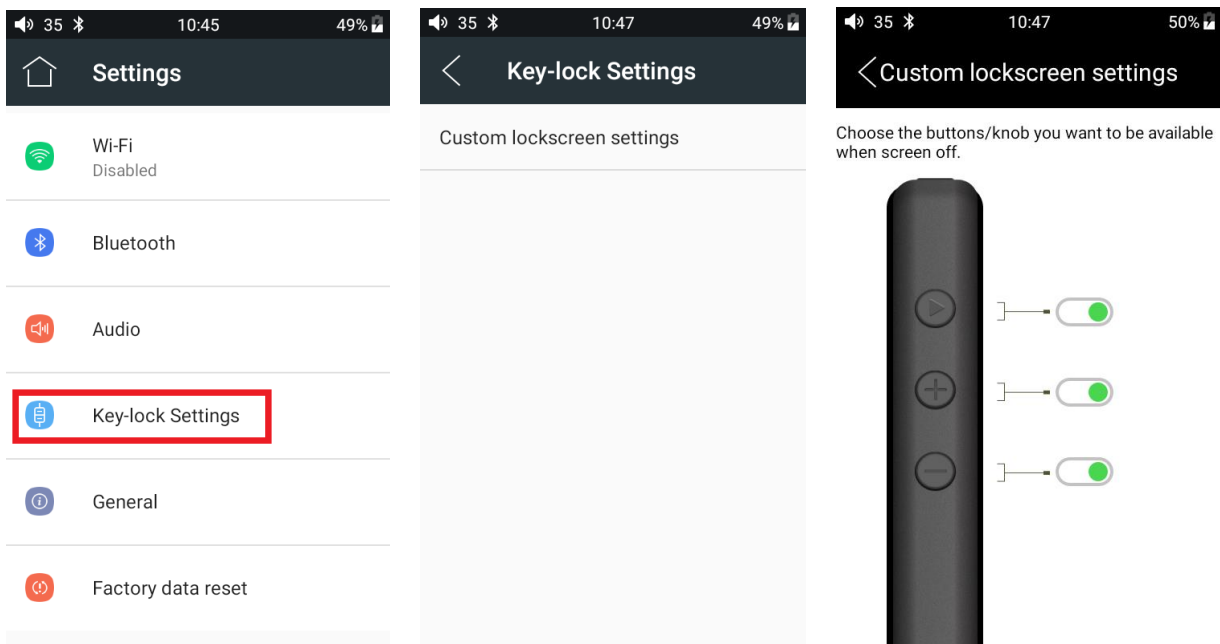 35 10:45 49%
Settings
Wi-Fi
Disabled
Bluetooth
Audio
Key-lock Settings
General
Factory data reset
35 10:47 49%
Key-lock Settings
Custom lockscreen settings
35 10:47 50%
Custom lockscreen settings
Choose the buttons/knob you want to be available
when screen off.